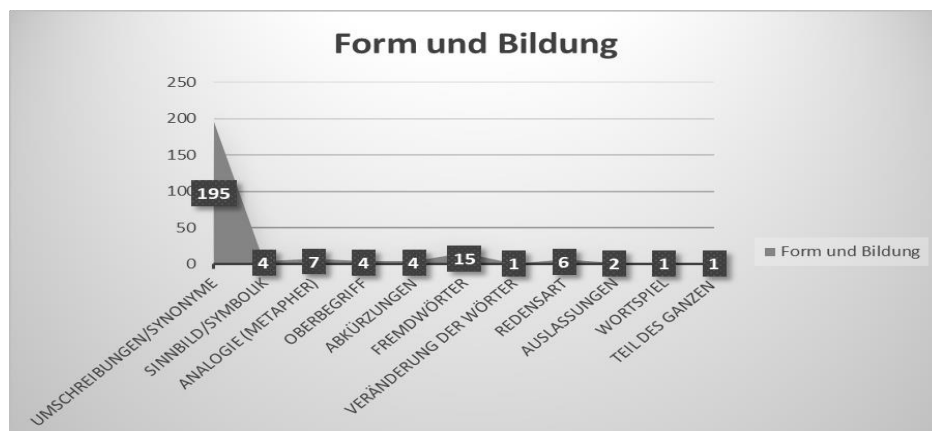 Form und Bildung
250
200
150
100
50
0
195
4
7
4
4
15
1
6
2
1
1
UMSCHREIBUNGEN/SYNONYME
SINNBILD/SYMBOLIK
ANALOGIE (METAPHER)
OBERBEGRIFF
ABKÜRZUNGEN
FREMDWÖRTER
VERÄNDERUNG DER WÖRTER
REDENSART
AUSLASSUNGEN
WORTSPIEL
TEIL DES GANZEN
Form und Bildung